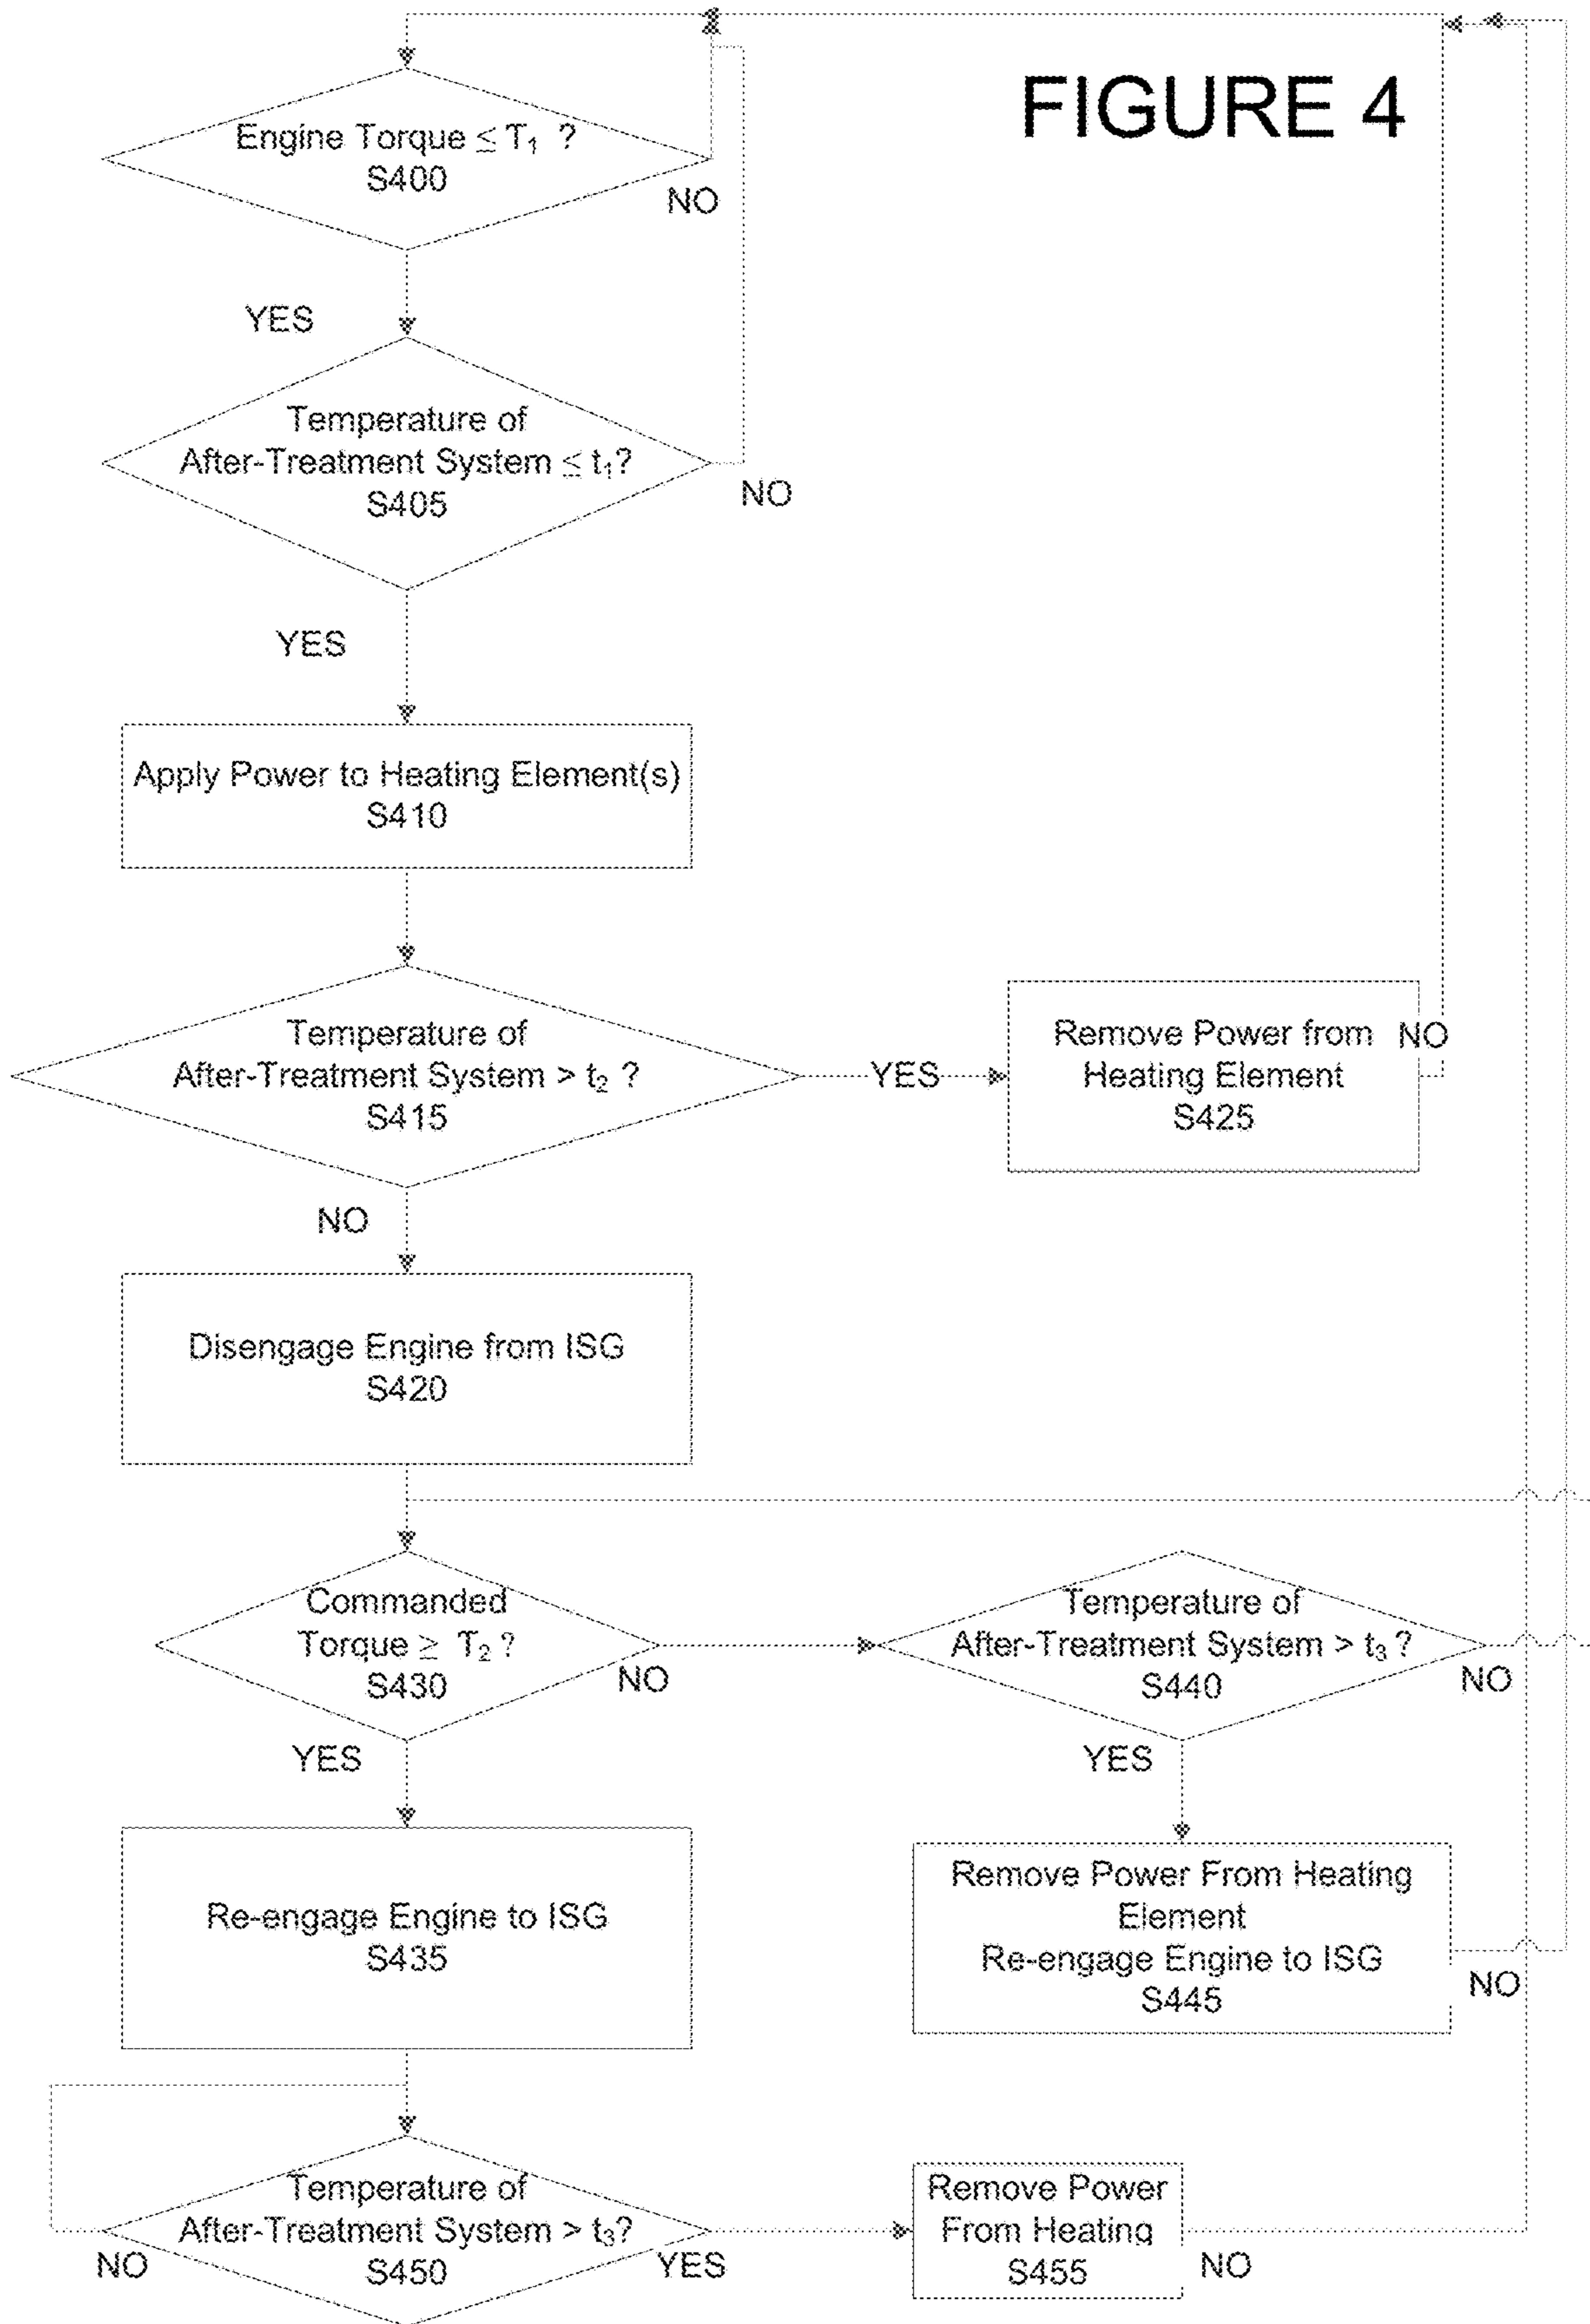 FIGURE 4
Engine Torque ≤ T₁ ?
S400
NO
YES
Temperature of
After-Treatment System ≤ t₁?
S405
NO
YES
Apply Power to Heating Element(s)
S410
Temperature of
After-Treatment System > t₂ ?
S415
YES
Remove Power from
Heating Element
S425
NO
NO
Disengage Engine from ISG
S420
Commanded
Torque ≥ T₂ ?
S430
NO
Temperature of
After-Treatment System > t₃ ?
S440
NO
YES
YES
Re-engage Engine to ISG
S435
Remove Power From Heating
Element
Re-engage Engine to ISG
S445
NO
Temperature of
After-Treatment System > t₃?
S450
NO
YES
Remove Power
From Heating
S455
NO